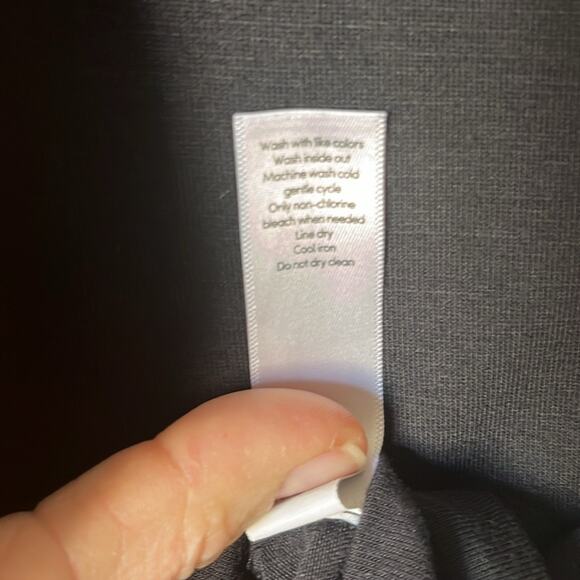 Wash with like colors
Wash inside out
Machine wash cold
gentle cycle
Only non-chlorine
bleach when needed
Line dry
Cool iron
Do not dry clean